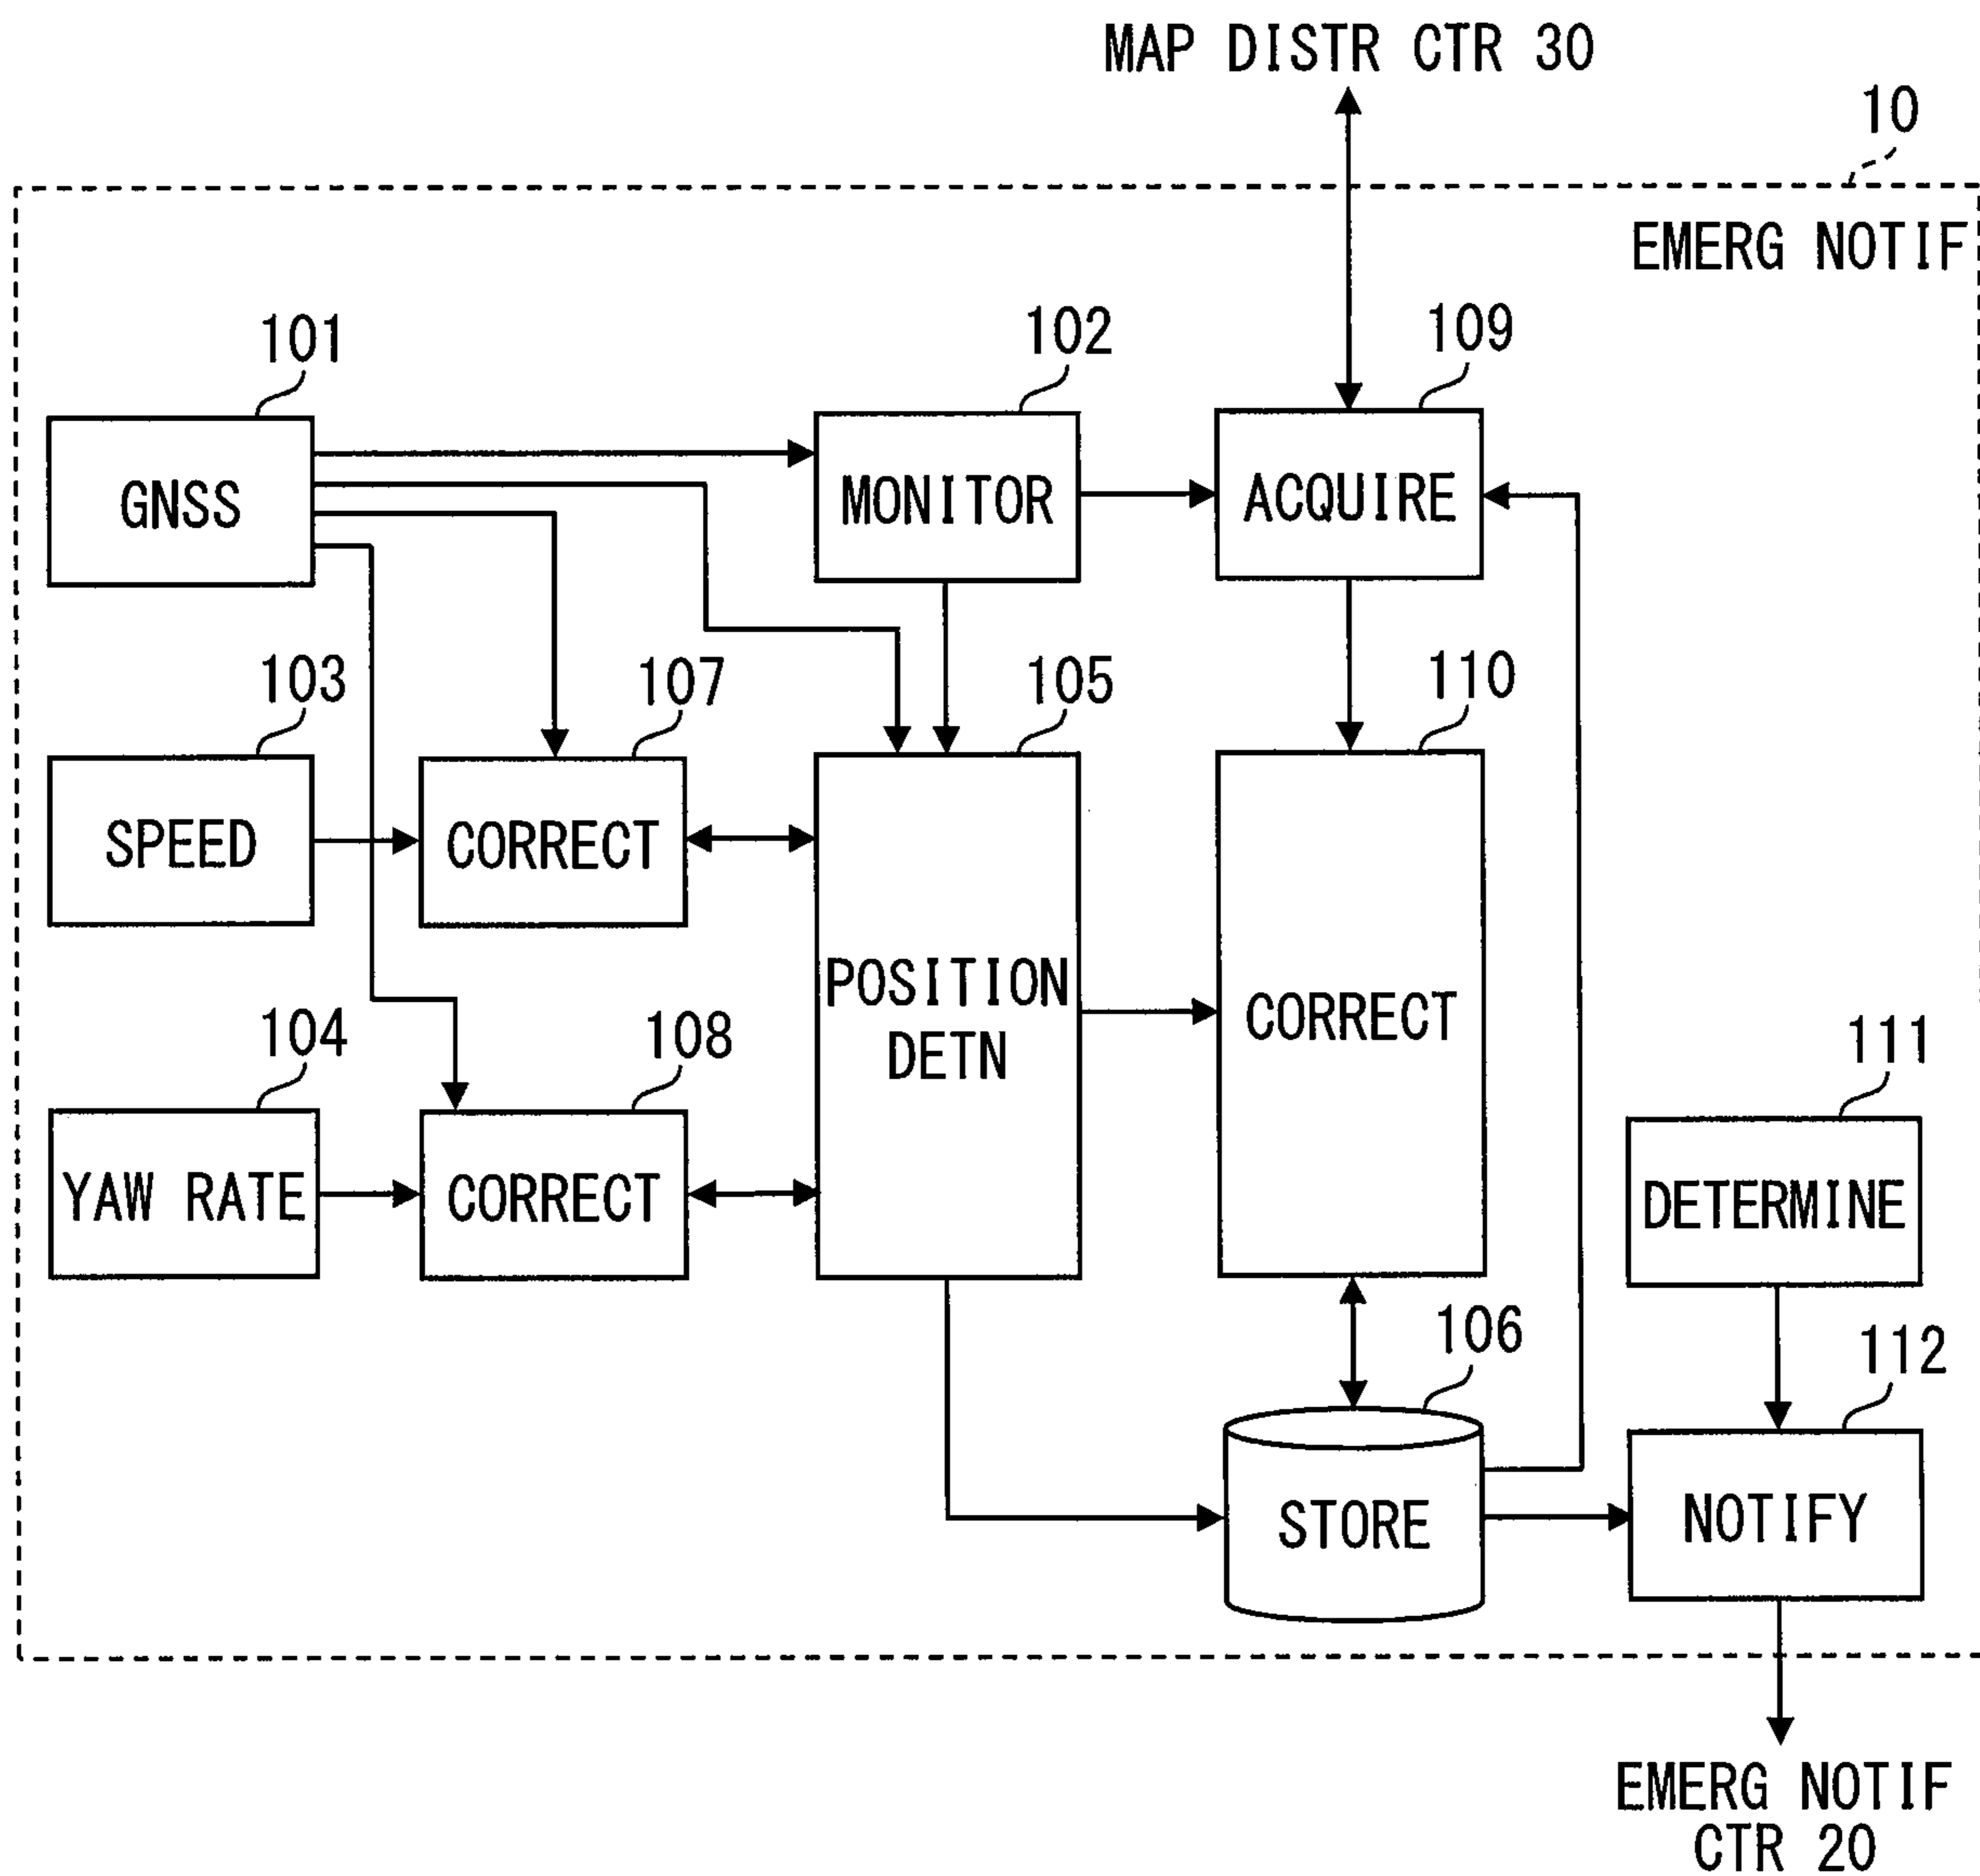 MAP DISTR CTR 30
10
EMERG NOTIF
101
102
109
GNSS
MONITOR
ACQUIRE
103
107
105
110
SPEED
CORRECT
POSITION
DETN
CORRECT
104
108
111
YAW RATE
CORRECT
DETERMINE
106
112
STORE
NOTIFY
EMERG NOTIF
CTR 20